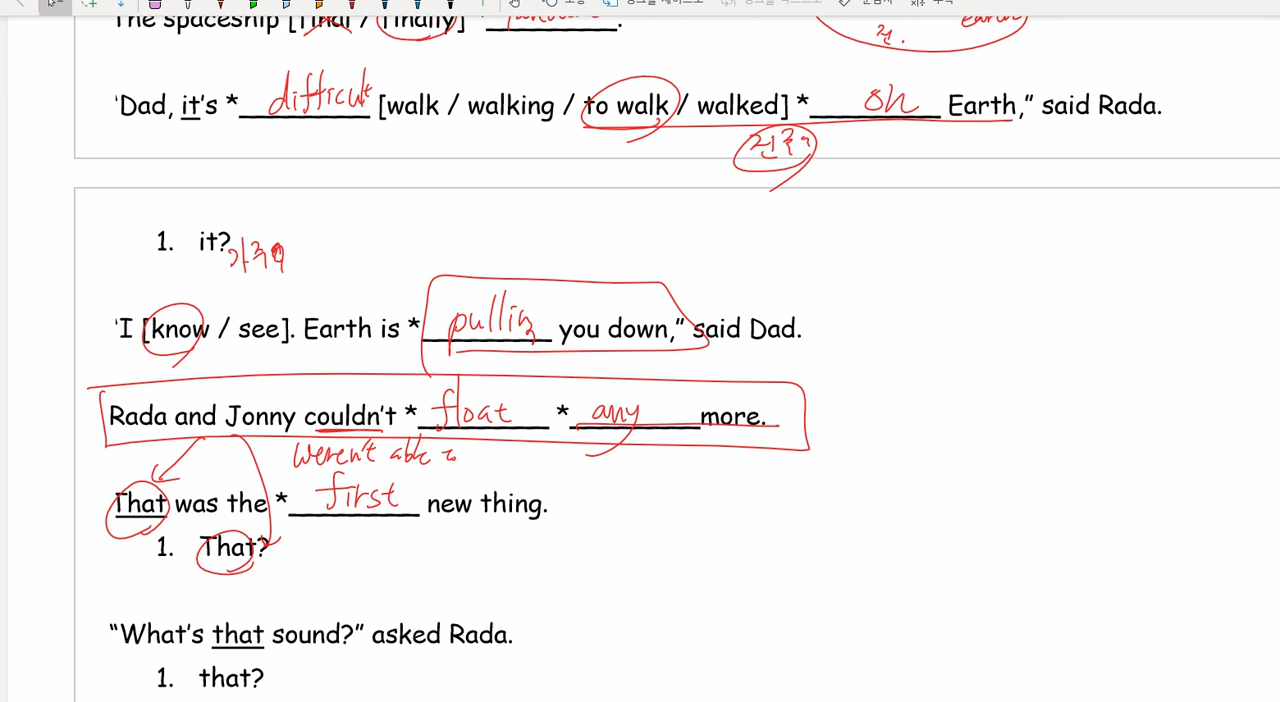 The spaceship [final / finally] * ____.
전.
'Dad, it's * difficult [walk / walking / to walk / walked] * on Earth," said Rada.
1. it?
'I [know / see]. Earth is * pulling you down," said Dad.
Rada and Jonny couldn't * float * any more.
weren't able to
That was the * first new thing.
1. That?
"What's that sound?" asked Rada.
1. that?